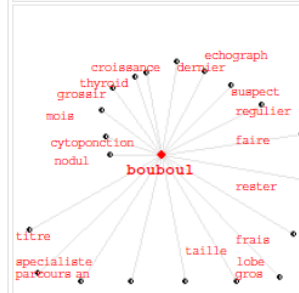 echograph
croissance dernier
thyroid
suspect
grossir
regulier
mois
faire
cytoponction
nodul
bouboul
rester
titre
frais
taille
specialiste
lobe
parcours an
gros